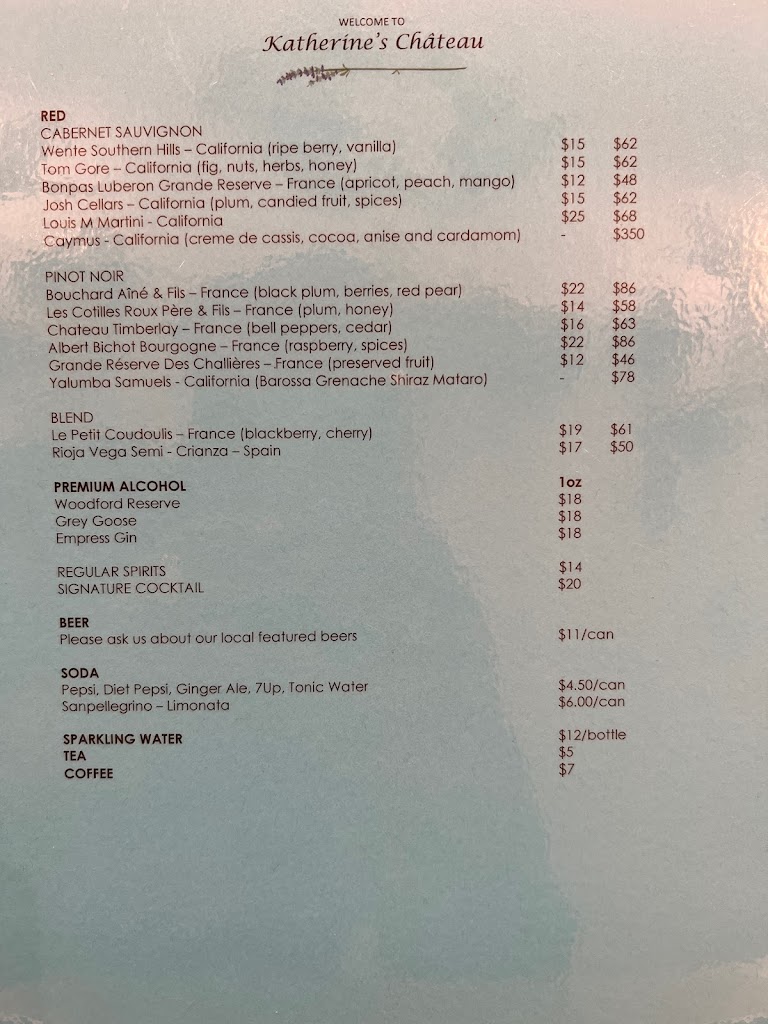 WELCOME TO
Katherine's Château
RED
CABERNET SAUVIGNON
Wente Southern Hills – California (ripe berry, vanilla) $15 $62
Tom Gore – California (fig, nuts, herbs, honey) $15 $62
Bonpas Luberon Grande Reserve – France (apricot, peach, mango) $12 $48
Josh Cellars – California (plum, candied fruit, spices) $15 $62
Louis M Martini - California $25 $68
Caymus - California (creme de cassis, cocoa, anise and cardamom) - $350
PINOT NOIR
Bouchard Aîné & Fils – France (black plum, berries, red pear) $22 $86
Les Cotilles Roux Père & Fils – France (plum, honey) $14 $58
Chateau Timberlay – France (bell peppers, cedar) $16 $63
Albert Bichot Bourgogne – France (raspberry, spices) $22 $86
Grande Réserve Des Challières – France (preserved fruit) $12 $46
Yalumba Samuels - California (Barossa Grenache Shiraz Mataro) - $78
BLEND
Le Petit Coudoulis – France (blackberry, cherry) $19 $61
Rioja Vega Semi - Crianza – Spain $17 $50
PREMIUM ALCOHOL 1oz
Woodford Reserve $18
Grey Goose $18
Empress Gin $18
REGULAR SPIRITS $14
SIGNATURE COCKTAIL $20
BEER
Please ask us about our local featured beers $11/can
SODA
Pepsi, Diet Pepsi, Ginger Ale, 7Up, Tonic Water $4.50/can
Sanpellegrino – Limonata $6.00/can
SPARKLING WATER $12/bottle
TEA $5
COFFEE $7